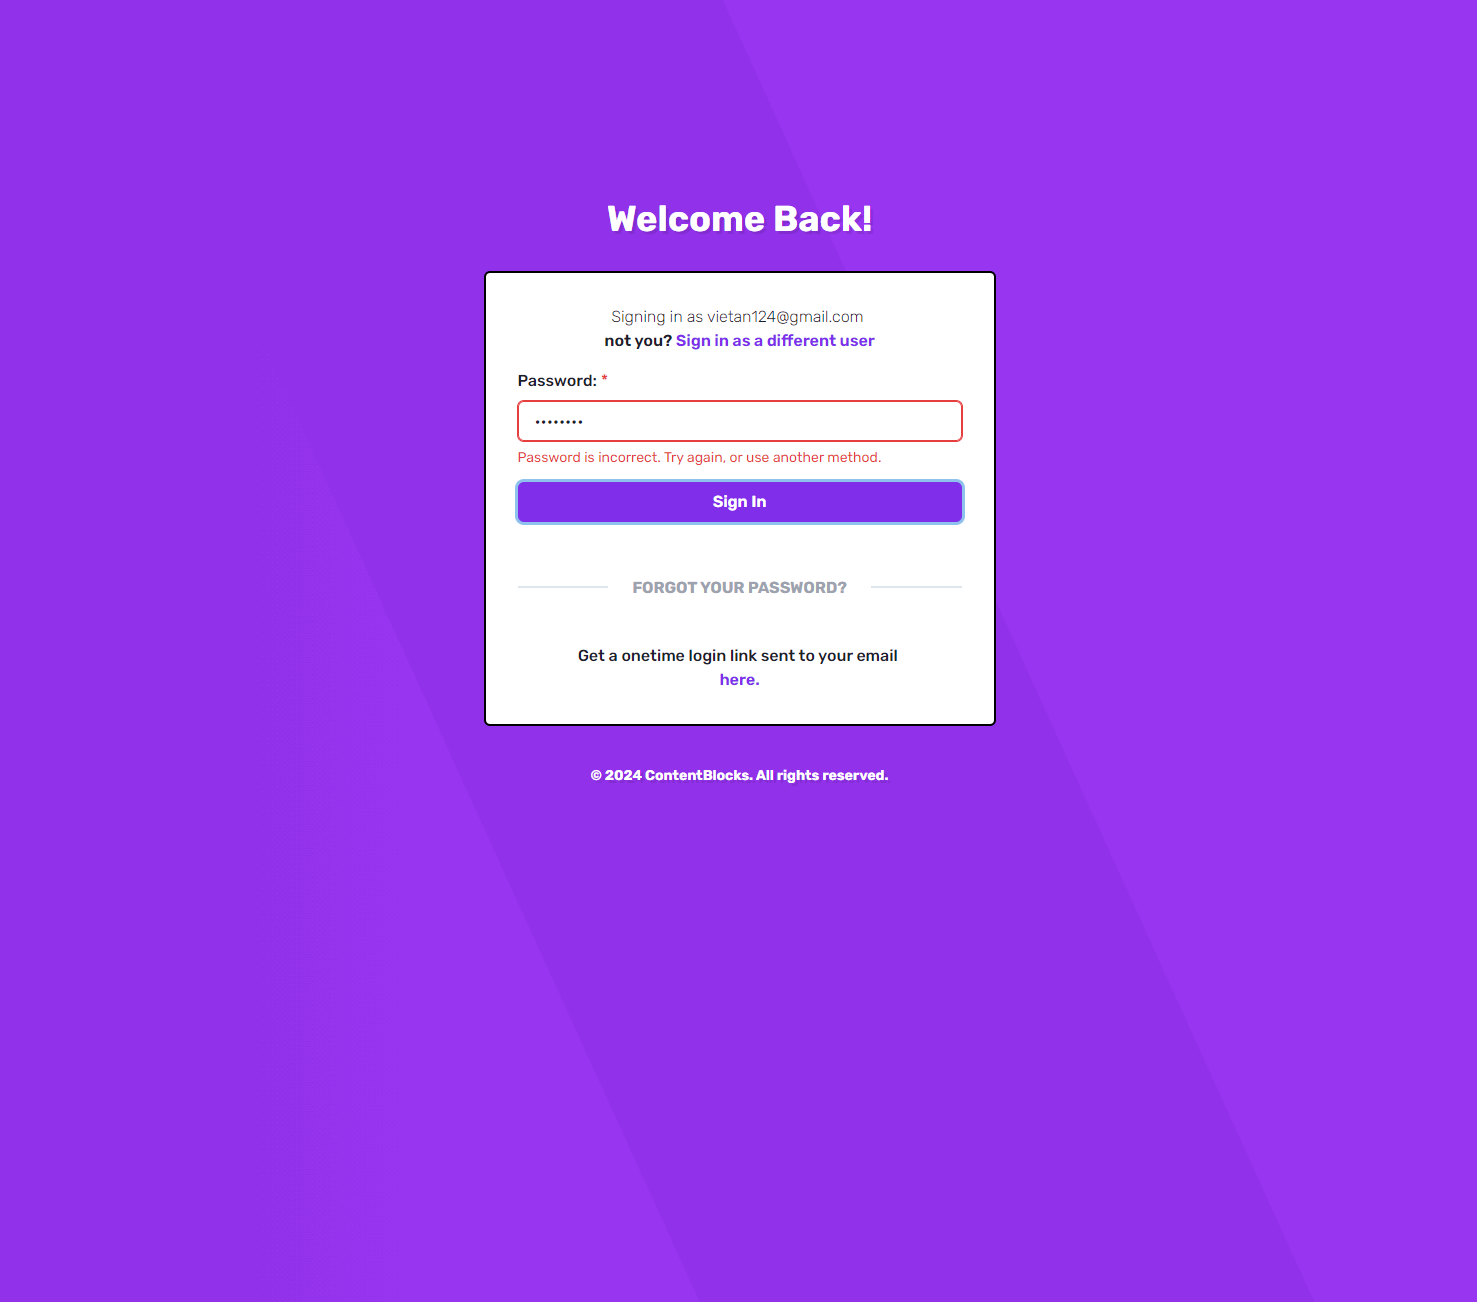 Welcome Back!
Signing in as vietan124@gmail.com
not you? Sign in as a different user
Password: *
••••••••
Password is incorrect. Try again, or use another method.
Sign In
FORGOT YOUR PASSWORD?
Get a onetime login link sent to your email
here.
© 2024 ContentBlocks. All rights reserved.